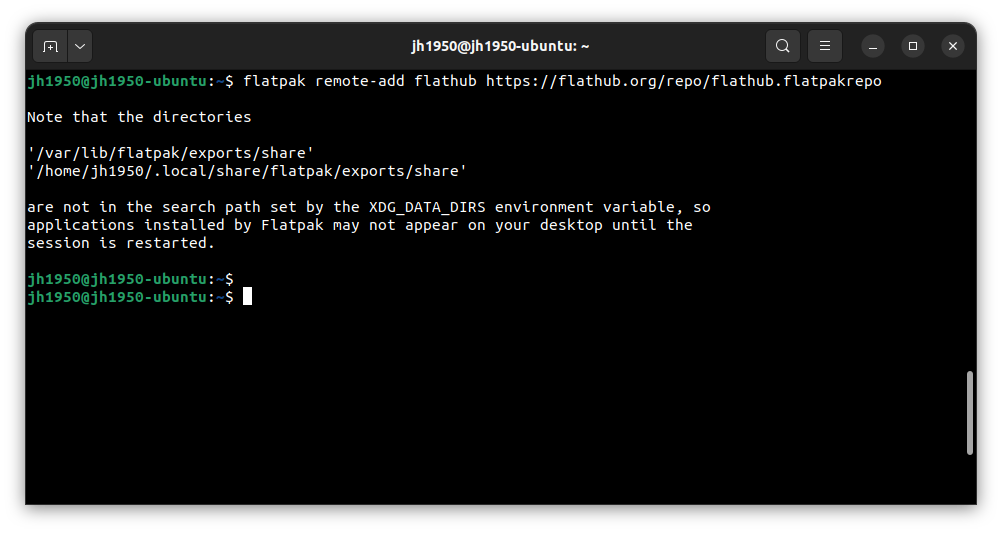 jh1950@jh1950-ubuntu: ~
jh1950@jh1950-ubuntu:~$ flatpak remote-add flathub https://flathub.org/repo/flathub.flatpakrepo
Note that the directories
'/var/lib/flatpak/exports/share'
'/home/jh1950/.local/share/flatpak/exports/share'
are not in the search path set by the XDG_DATA_DIRS environment variable, so
applications installed by Flatpak may not appear on your desktop until the
session is restarted.
jh1950@jh1950-ubuntu:~$
jh1950@jh1950-ubuntu:~$